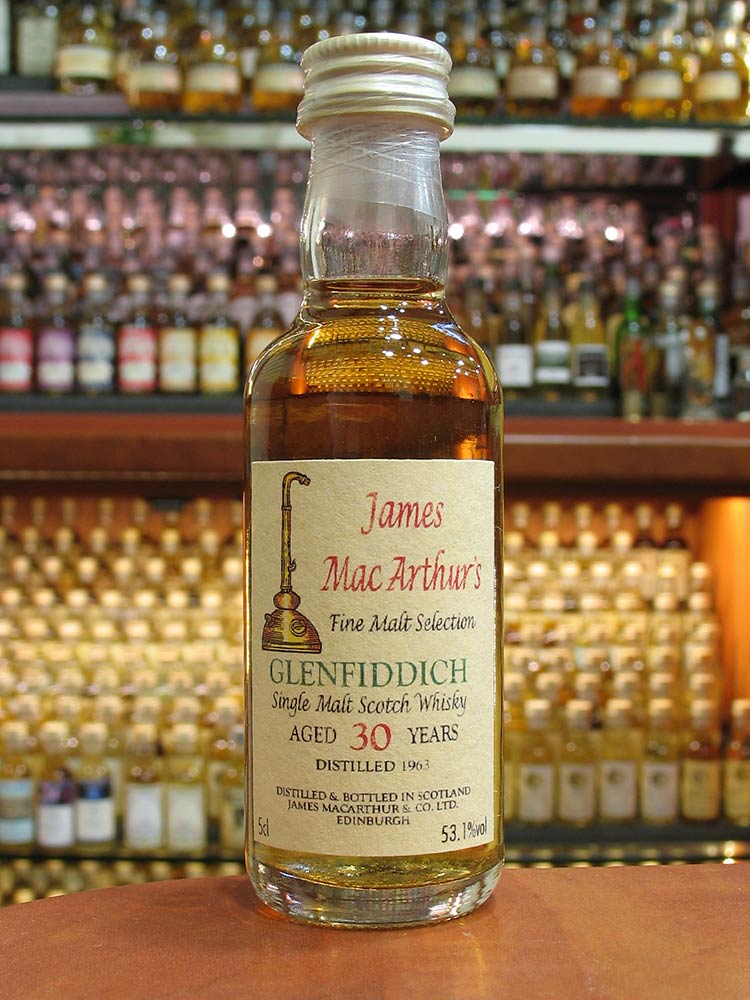 James
Mac Arthur's
Fine Malt Selection
GLENFIDDICH
Single Malt Scotch Whisky
AGED 30 YEARS
DISTILLED 1963
DISTILLED & BOTTLED IN SCOTLAND
JAMES MACARTHUR & CO. LTD.
EDINBURGH
5cl 53.1%vol